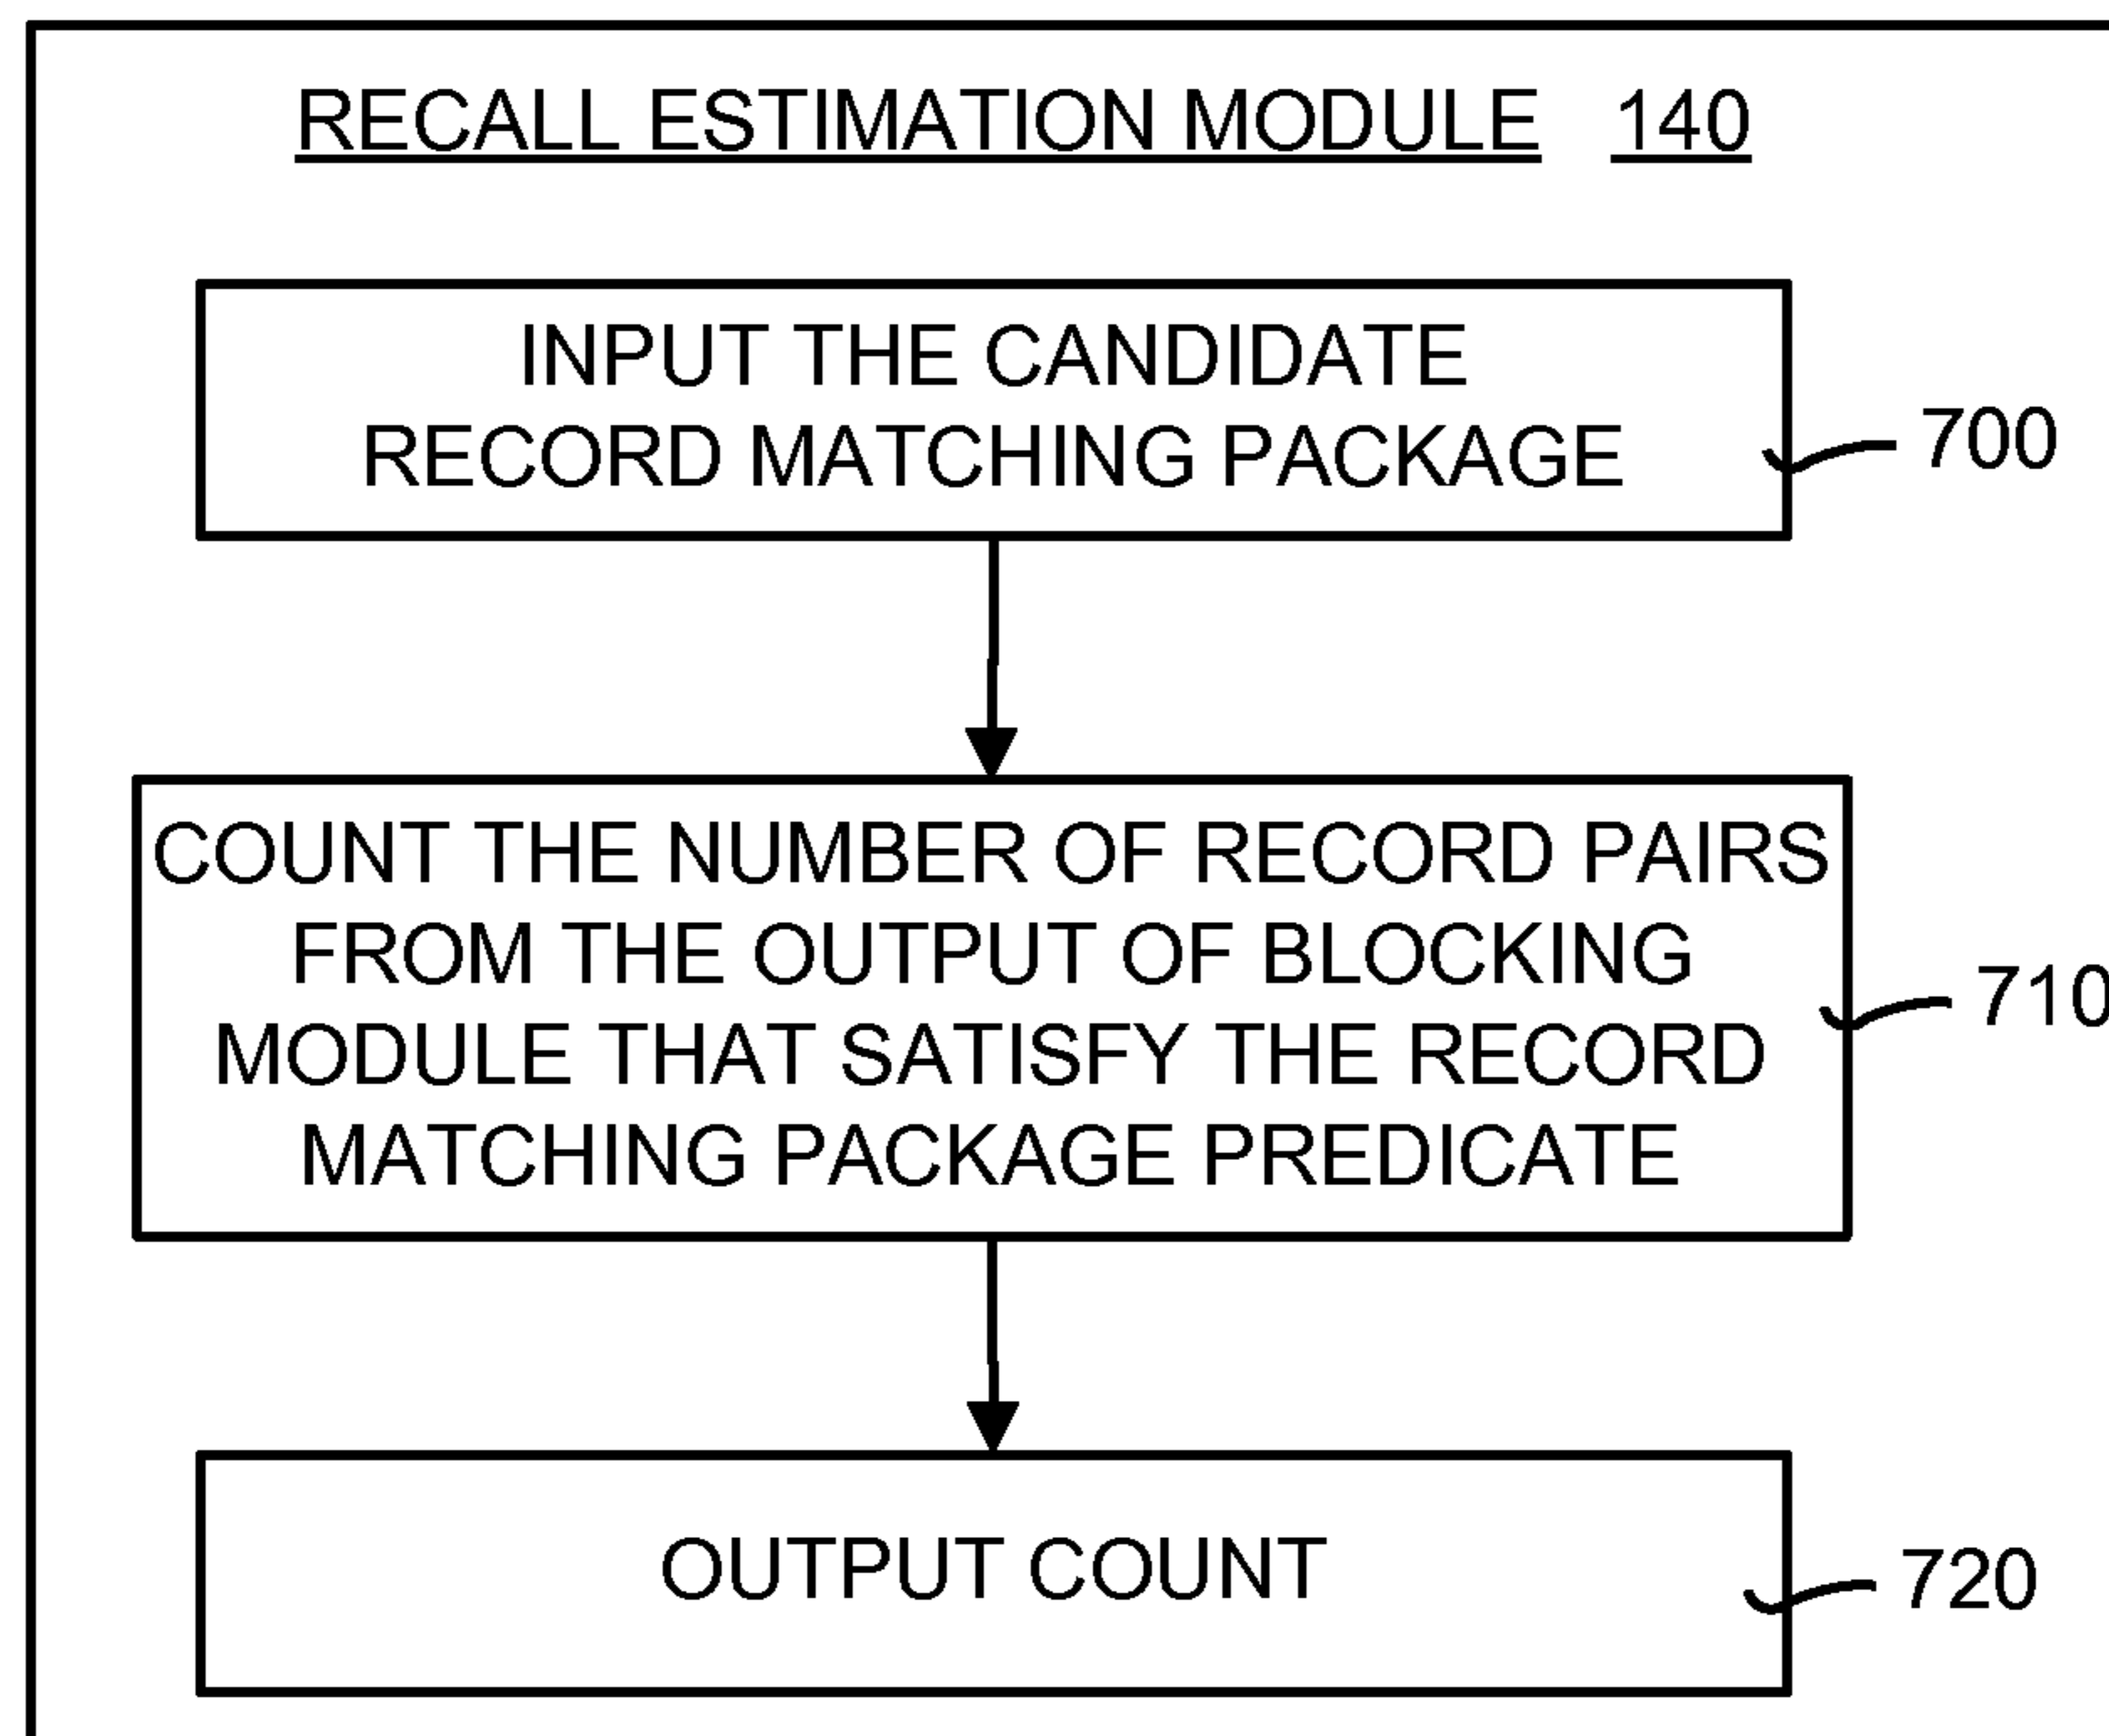 RECALL ESTIMATION MODULE 140
INPUT THE CANDIDATE
RECORD MATCHING PACKAGE
700
COUNT THE NUMBER OF RECORD PAIRS
FROM THE OUTPUT OF BLOCKING
MODULE THAT SATISFY THE RECORD
MATCHING PACKAGE PREDICATE
710
OUTPUT COUNT
720